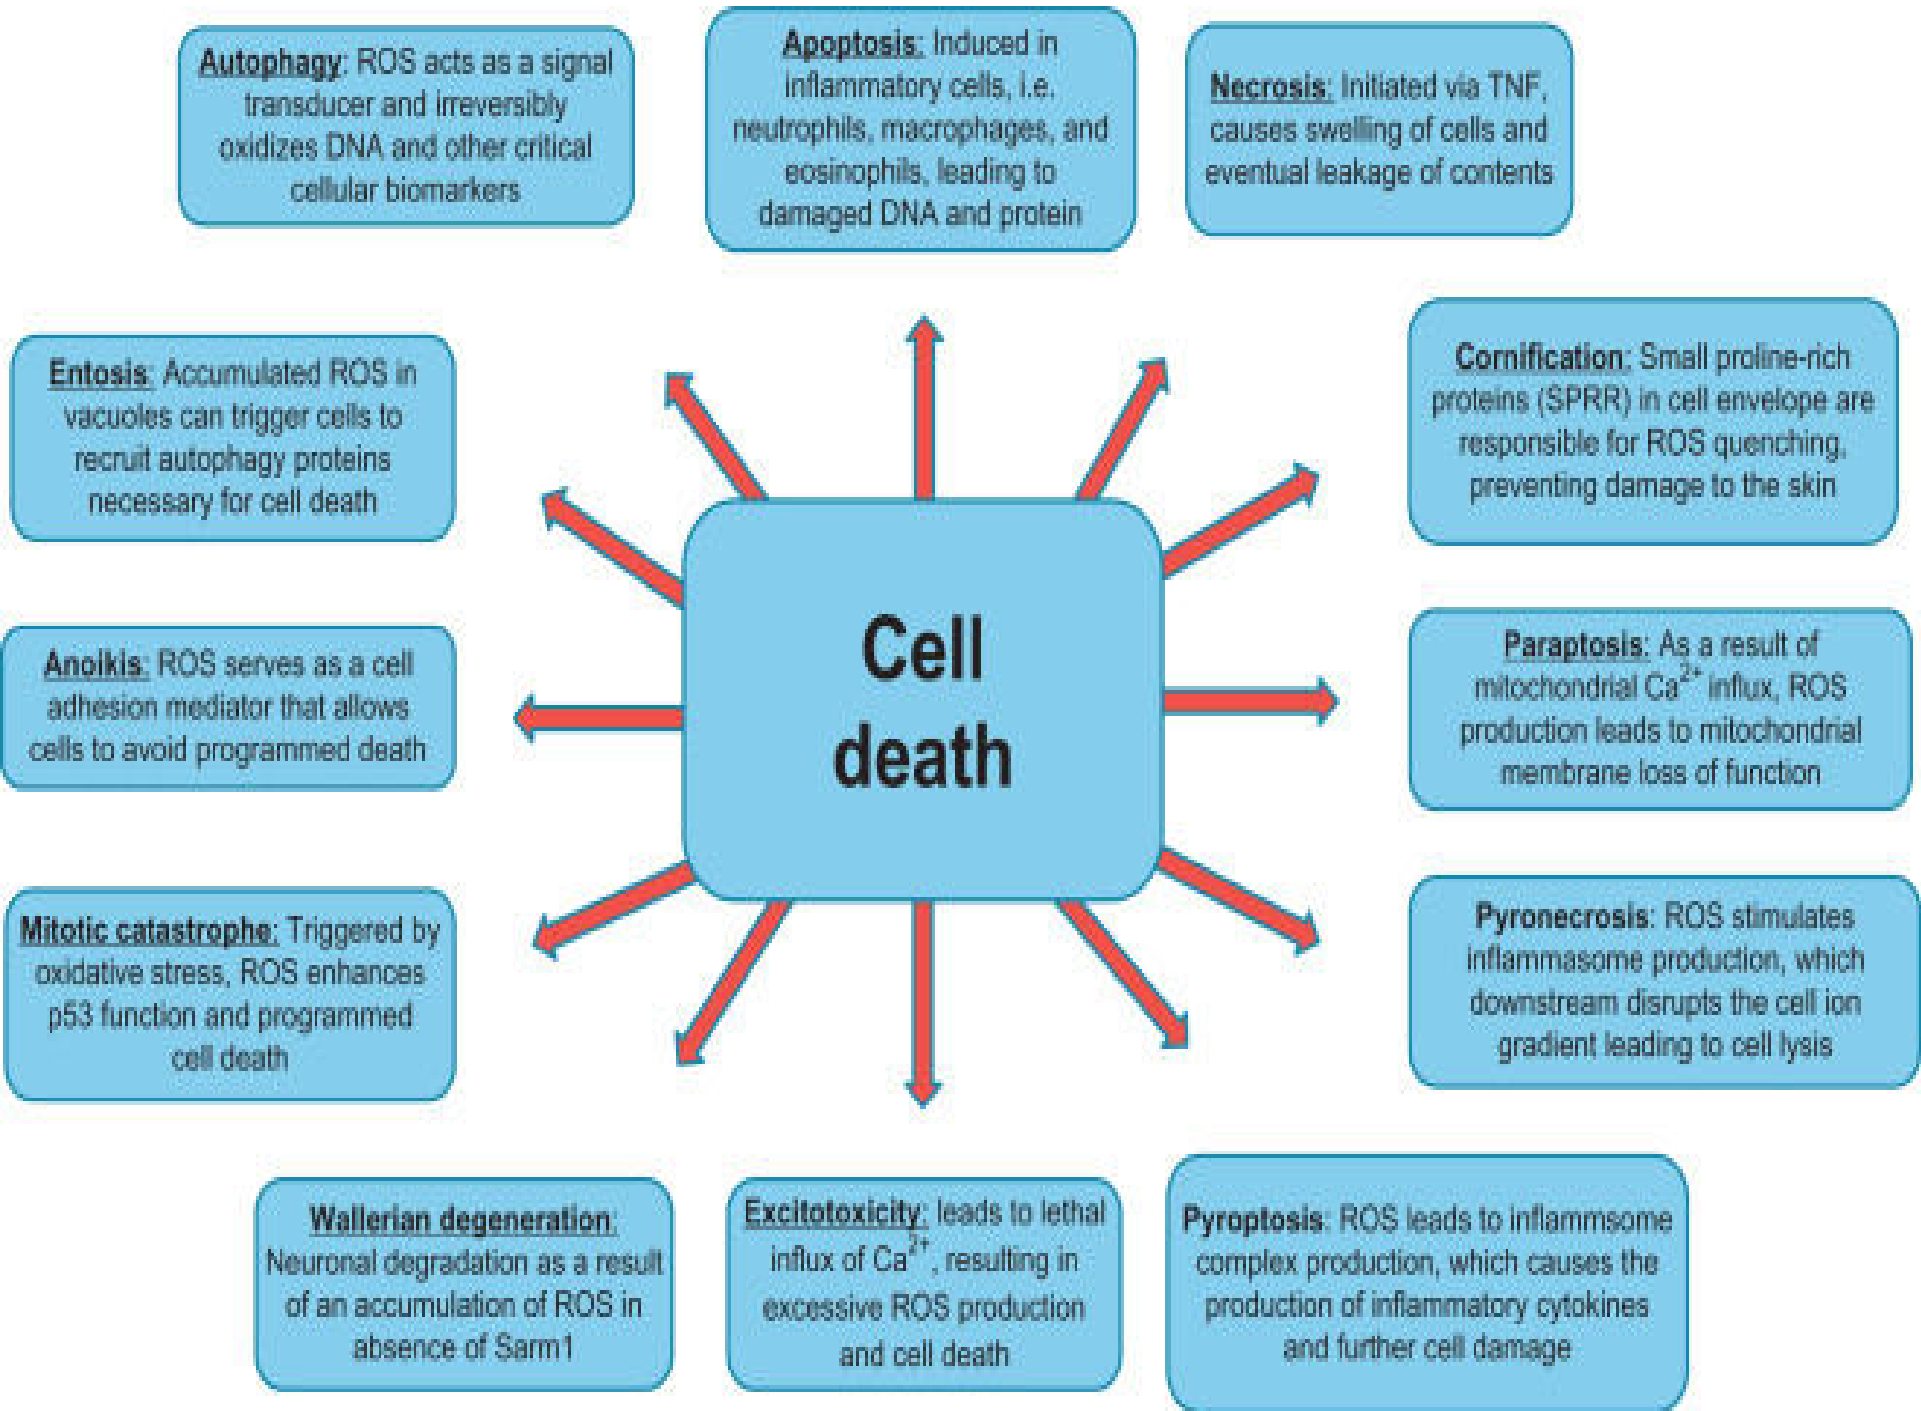 Autophagy: ROS acts as a signal
transducer and irreversibly
oxidizes DNA and other critical
cellular biomarkers
Apoptosis: Induced in
inflammatory cells, i.e.
neutrophils, macrophages, and
eosinophils, leading to
damaged DNA and protein
Necrosis: Initiated via TNF,
causes swelling of cells and
eventual leakage of contents
Entosis: Accumulated ROS in
vacuoles can trigger cells to
recruit autophagy proteins
necessary for cell death
Cornification: Small proline-rich
proteins (SPRR) in cell envelope are
responsible for ROS quenching,
preventing damage to the skin
Cell
death
Anoikis: ROS serves as a cell
adhesion mediator that allows
cells to avoid programmed death
Paraptosis: As a result of
mitochondrial Ca²⁺ influx, ROS
production leads to mitochondrial
membrane loss of function
Mitotic catastrophe: Triggered by
oxidative stress, ROS enhances
p53 function and programmed
cell death
Pyronecrosis: ROS stimulates
inflammasome production, which
downstream disrupts the cell ion
gradient leading to cell lysis
Wallerian degeneration:
Neuronal degradation as a result
of an accumulation of ROS in
absence of Sarm1
Excitotoxicity: leads to lethal
influx of Ca²⁺, resulting in
excessive ROS production
and cell death
Pyroptosis: ROS leads to inflammsome
complex production, which causes the
production of inflammatory cytokines
and further cell damage